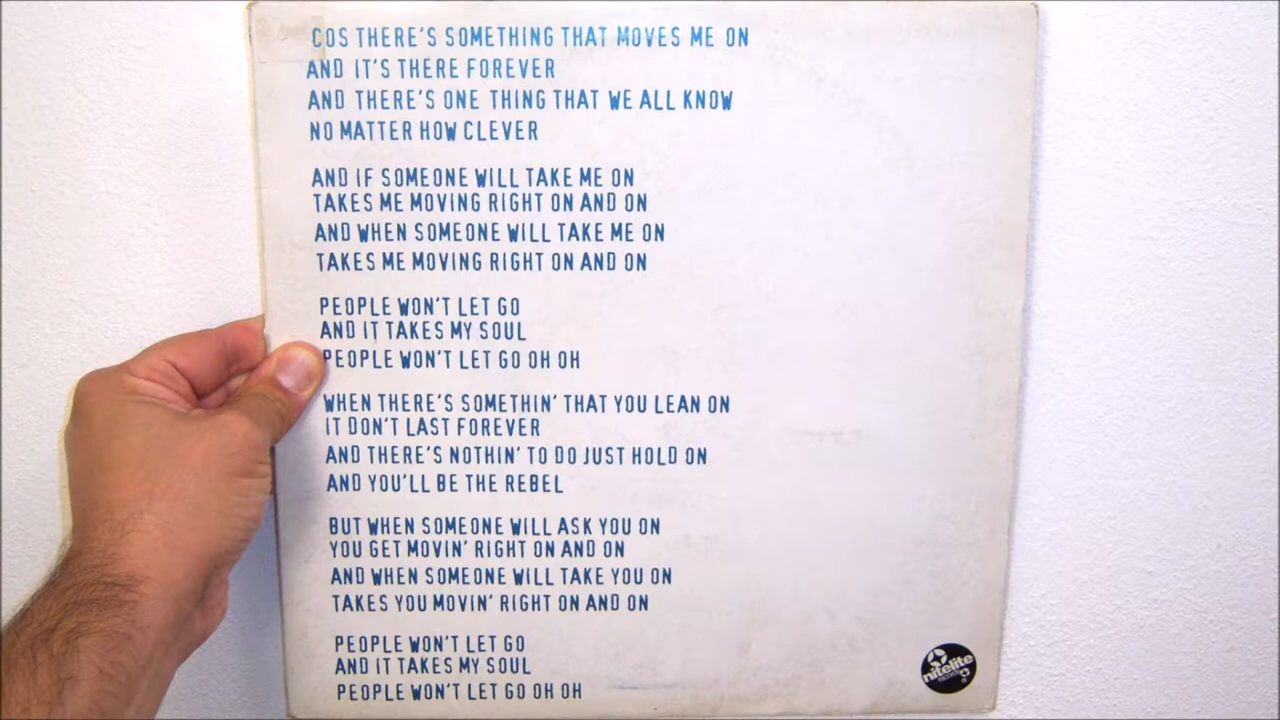 COS THERE'S SOMETHING THAT MOVES ME ON
AND IT'S THERE FOREVER
AND THERE'S ONE THING THAT WE ALL KNOW
NO MATTER HOW CLEVER
AND IF SOMEONE WILL TAKE ME ON
TAKES ME MOVING RIGHT ON AND ON
AND WHEN SOMEONE WILL TAKE ME ON
TAKES ME MOVING RIGHT ON AND ON
PEOPLE WON'T LET GO
AND IT TAKES MY SOUL
PEOPLE WON'T LET GO OH OH
WHEN THERE'S SOMETHIN' THAT YOU LEAN ON
IT DON'T LAST FOREVER
AND THERE'S NOTHIN' TO DO JUST HOLD ON
AND YOU'LL BE THE REBEL
BUT WHEN SOMEONE WILL ASK YOU ON
YOU GET MOVIN' RIGHT ON AND ON
AND WHEN SOMEONE WILL TAKE YOU ON
TAKES YOU MOVIN' RIGHT ON AND ON
PEOPLE WON'T LET GO
AND IT TAKES MY SOUL
PEOPLE WON'T LET GO OH OH
nitelite
records